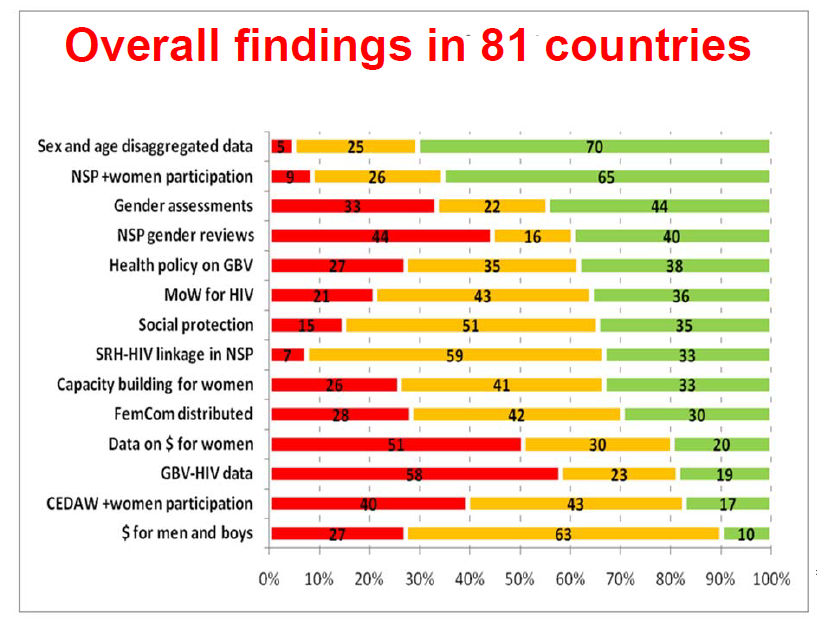 Overall findings in 81 countries
Sex and age disaggregated data 5 25 70
NSP +women participation 9 26 65
Gender assessments 33 22 44
NSP gender reviews 44 16 40
Health policy on GBV 27 35 38
MoW for HIV 21 43 36
Social protection 15 51 35
SRH-HIV linkage in NSP 7 59 33
Capacity building for women 26 41 33
FemCom distributed 28 42 30
Data on $ for women 51 30 20
GBV-HIV data 58 23 19
CEDAW +women participation 40 43 17
$ for men and boys 27 63 10
0% 10% 20% 30% 40% 50% 60% 70% 80% 90% 100%